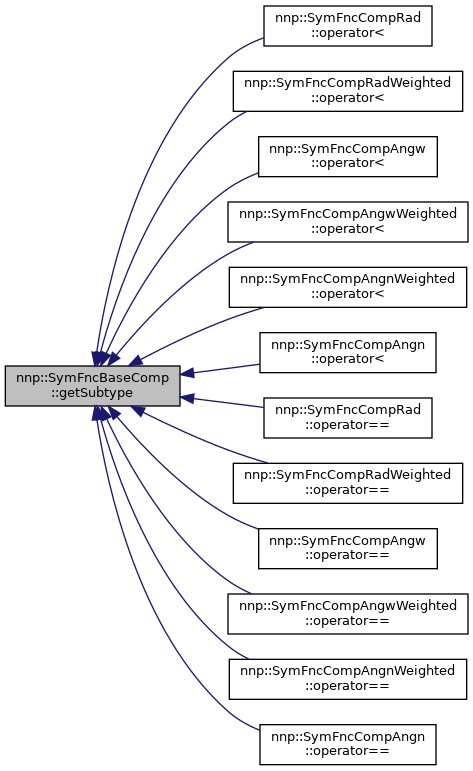 nnp::SymFncCompRad
::operator<
nnp::SymFncCompRadWeighted
::operator<
nnp::SymFncCompAngw
::operator<
nnp::SymFncCompAngwWeighted
::operator<
nnp::SymFncCompAngnWeighted
::operator<
nnp::SymFncCompAngn
::operator<
nnp::SymFncBaseComp
::getSubtype
nnp::SymFncCompRad
::operator==
nnp::SymFncCompRadWeighted
::operator==
nnp::SymFncCompAngw
::operator==
nnp::SymFncCompAngwWeighted
::operator==
nnp::SymFncCompAngnWeighted
::operator==
nnp::SymFncCompAngn
::operator==